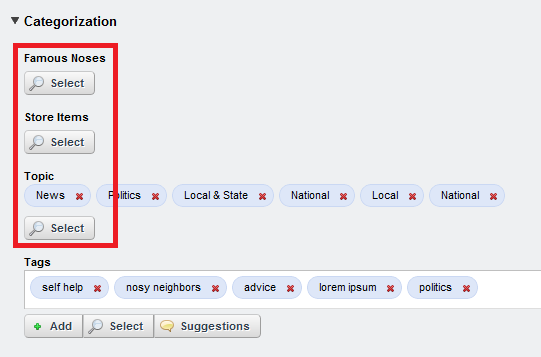 Categorization
Famous Noses
Select
Store Items
Select
Topic
News Politics Local & State National Local National
Select
Tags
self help nosy neighbors advice lorem ipsum politics
Add Select Suggestions